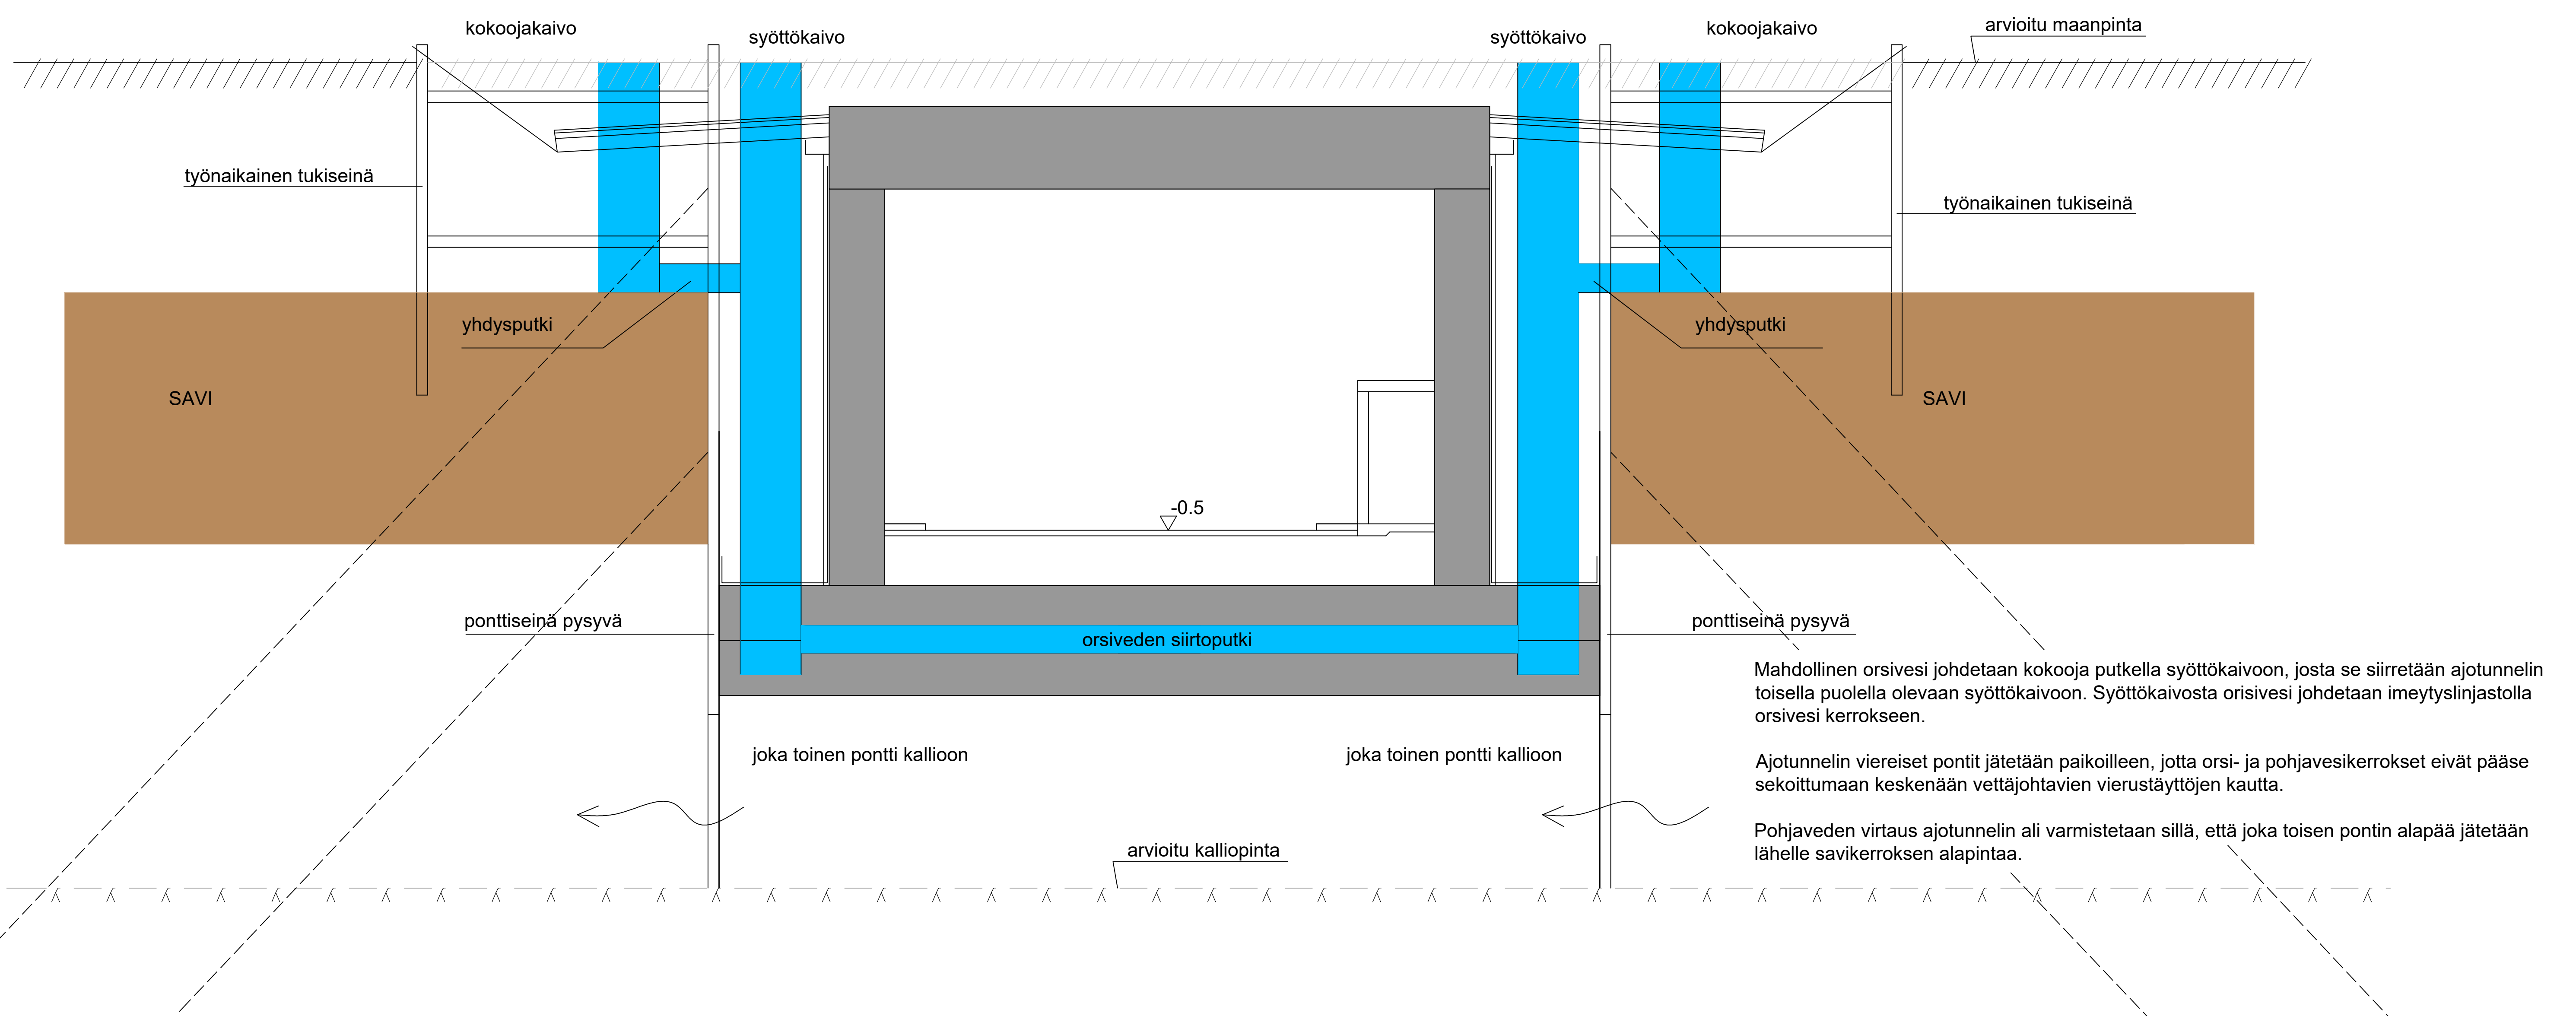 kokoojakaivo
syöttökaivo
syöttökaivo
kokoojakaivo
arvioitu maanpinta
työnaikainen tukiseinä
työnaikainen tukiseinä
yhdysputki
yhdysputki
SAVI
SAVI
-0.5
ponttiseinä pysyvä
orsiveden siirtoputki
ponttiseinä pysyvä
Mahdollinen orsivesi johdetaan kokooja putkella syöttökaivoon, josta se siirretään ajotunnelin
toisella puolella olevaan syöttökaivoon. Syöttökaivosta orisivesi johdetaan imeytyslinjastolla
orsivesi kerrokseen.
joka toinen pontti kallioon
joka toinen pontti kallioon
Ajotunnelin viereiset pontit jätetään paikoilleen, jotta orsi- ja pohjavesikerrokset eivät pääse
sekoittumaan keskenään vettäjohtavien vierustäyttöjen kautta.
Pohjaveden virtaus ajotunnelin ali varmistetaan sillä, että joka toisen pontin alapää jätetään
lähelle savikerroksen alapintaa.
arvioitu kalliopinta